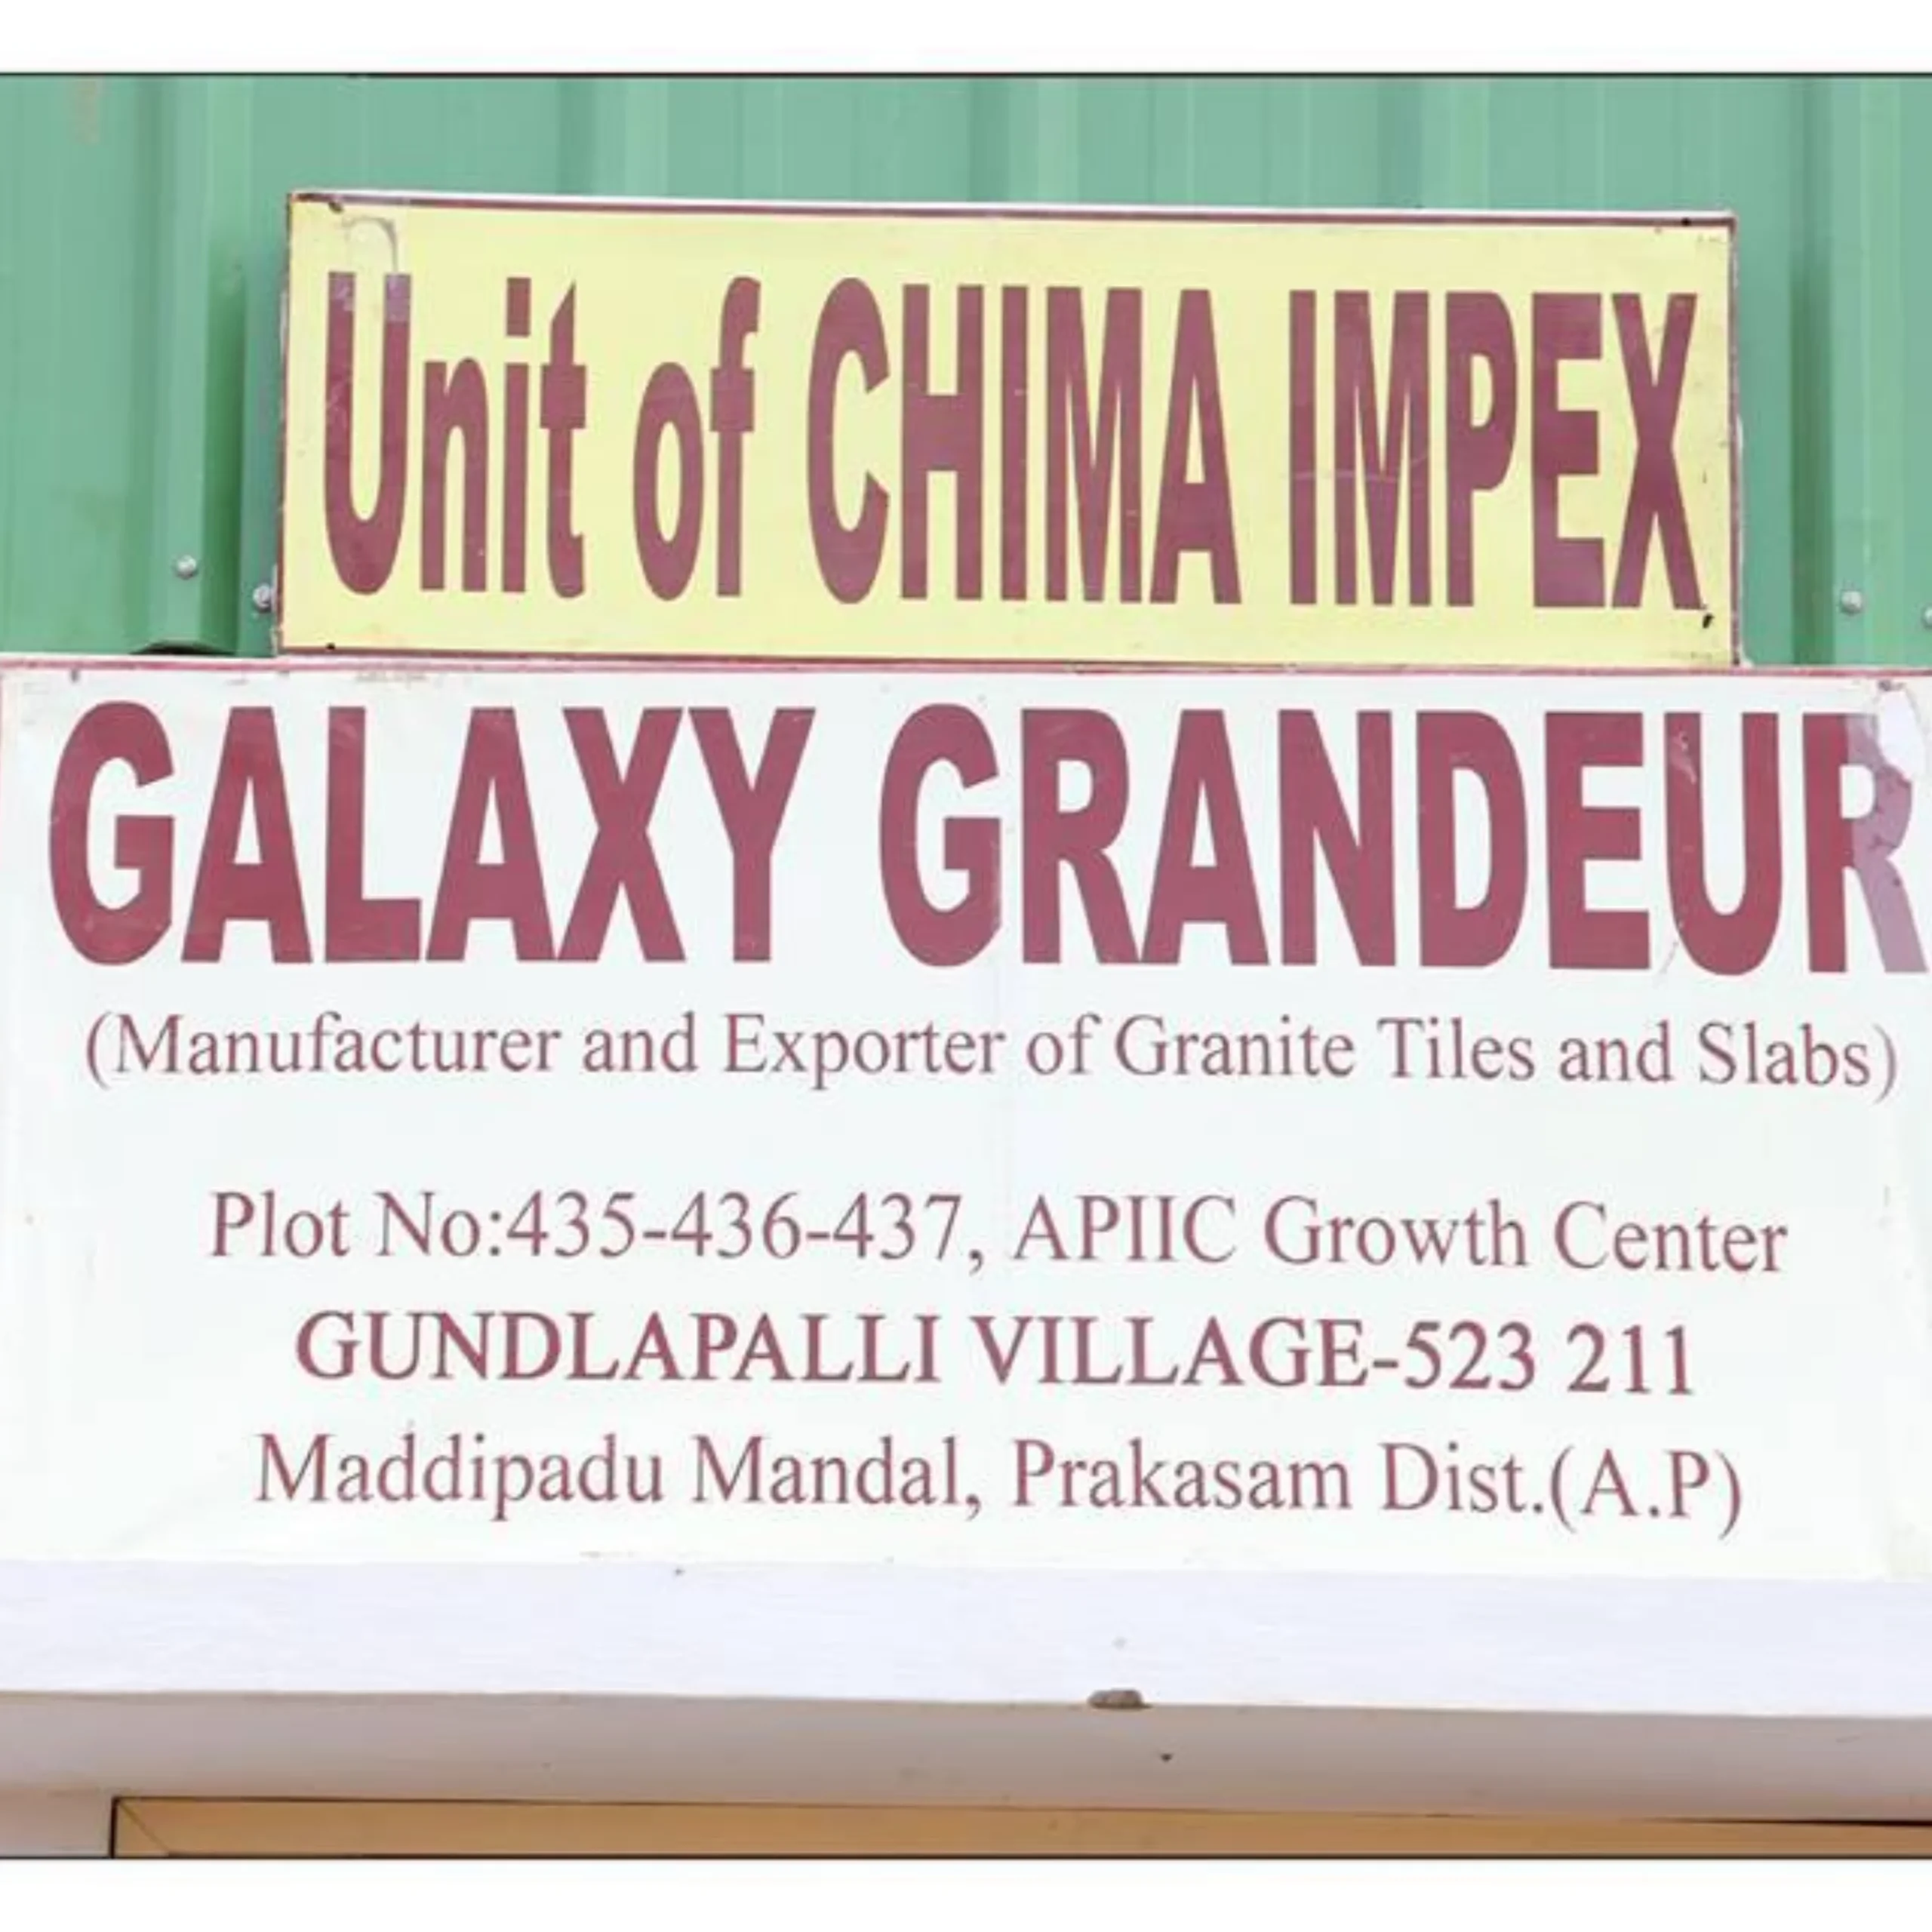 Unit of CHIMA IMPEX
GALAXY GRANDEUR
(Manufacturer and Exporter of Granite Tiles and Slabs)
Plot No:435-436-437, APIIC Growth Center
GUNDLAPALLI VILLAGE-523 211
Maddipadu Mandal, Prakasam Dist.(A.P)